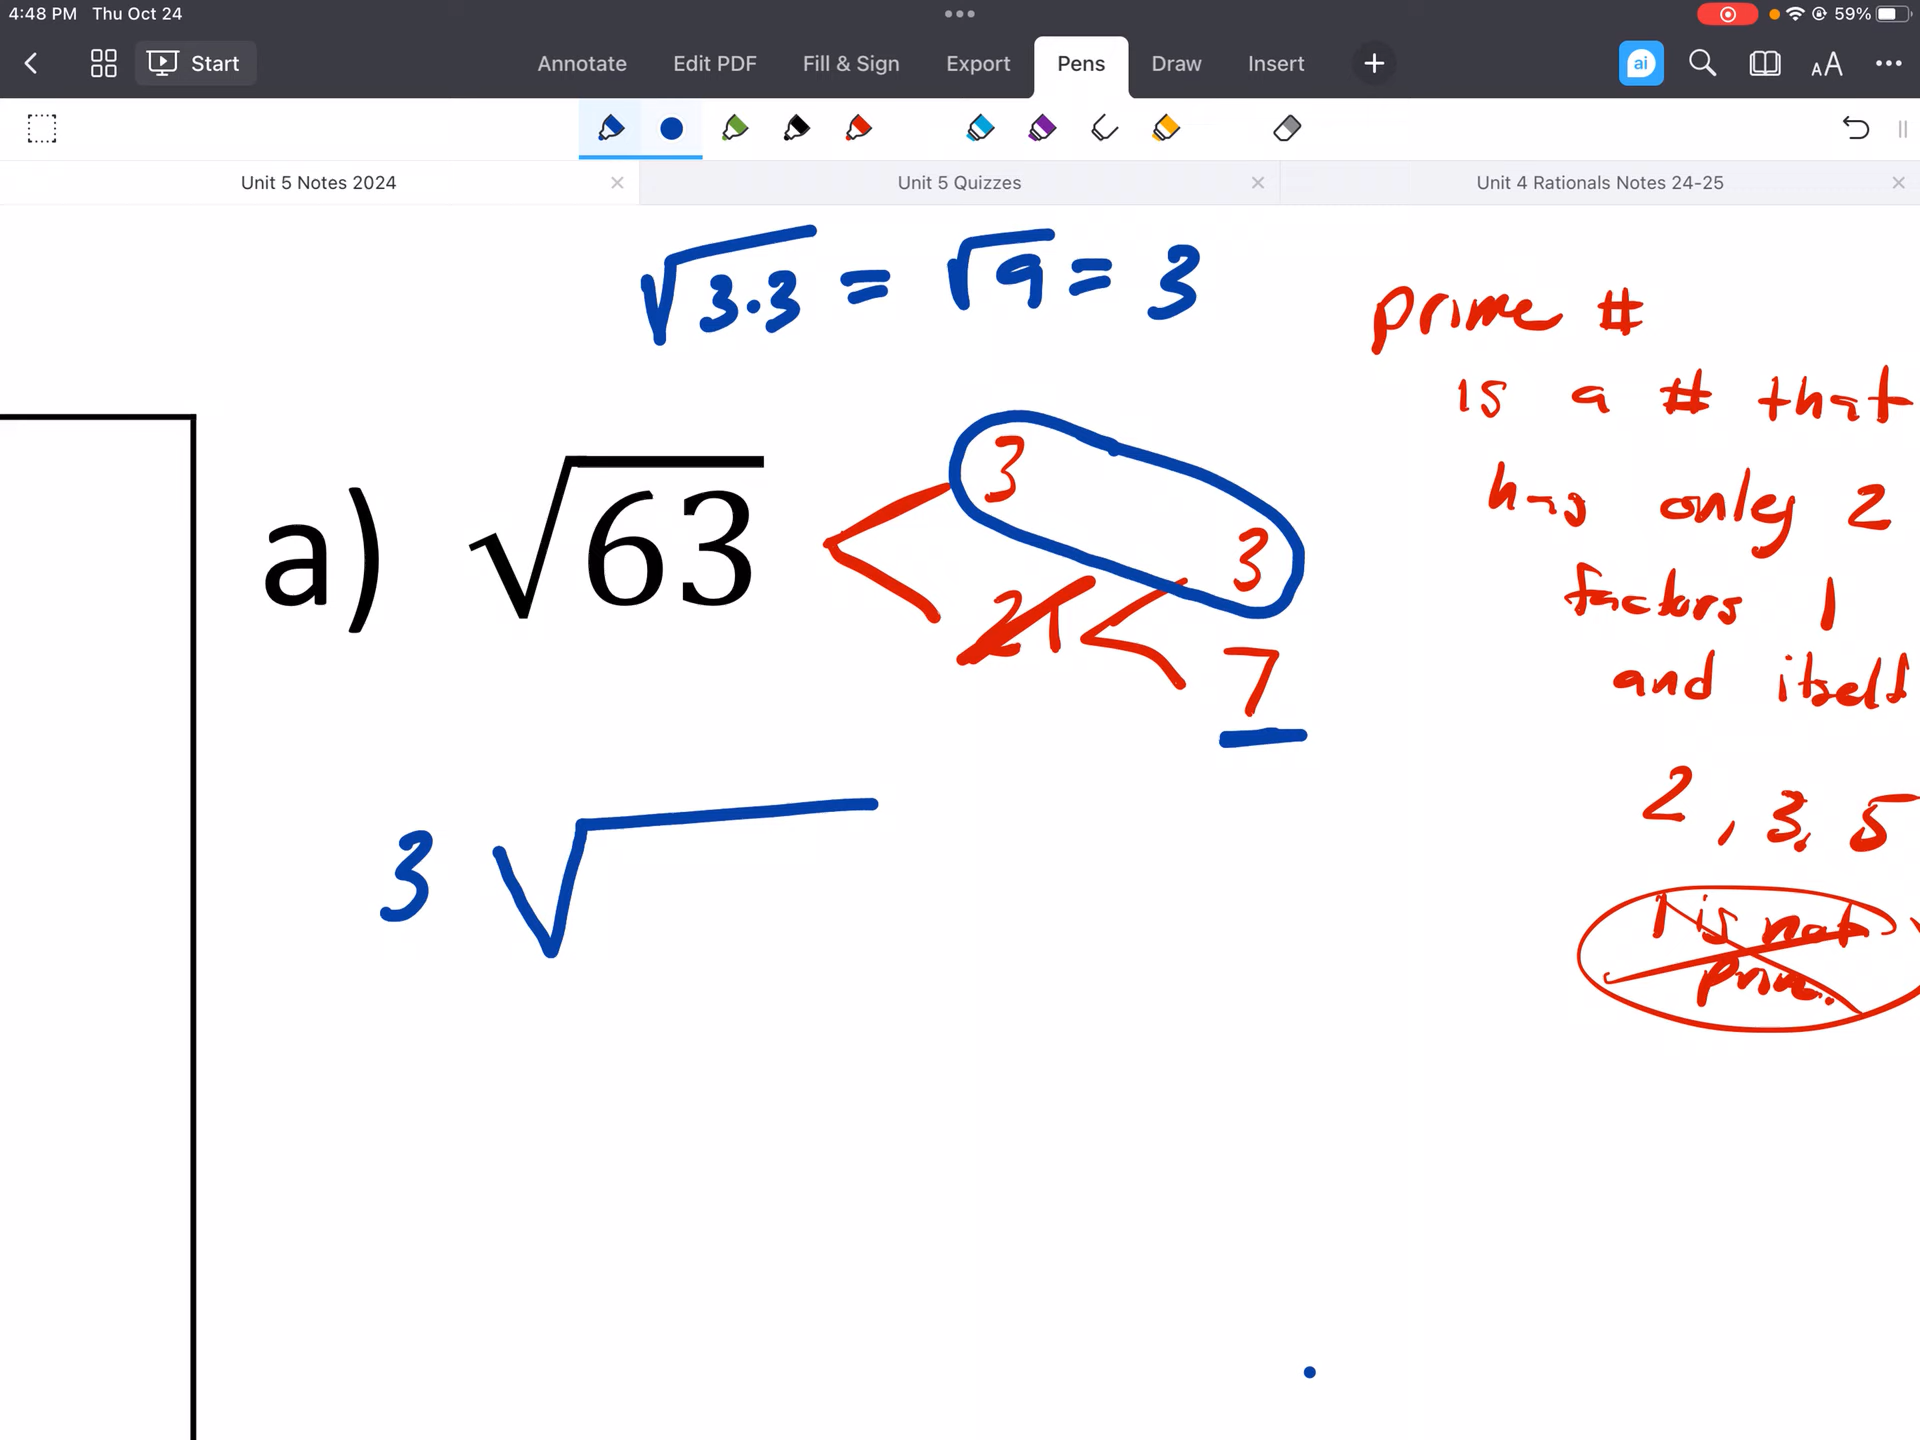 4:48 PM Thu Oct 24
59%
Start
Annotate
Edit PDF
Fill & Sign
Export
Pens
Draw
Insert
ai
AA
Unit 5 Notes 2024
Unit 5 Quizzes
Unit 4 Rationals Notes 24-25
√3·3 = √9 = 3
a) √63
3
21
3
7
3 √
prime #
is a # that
has only 2
factors 1
and itself
2, 3, 5
1 is not
prime.